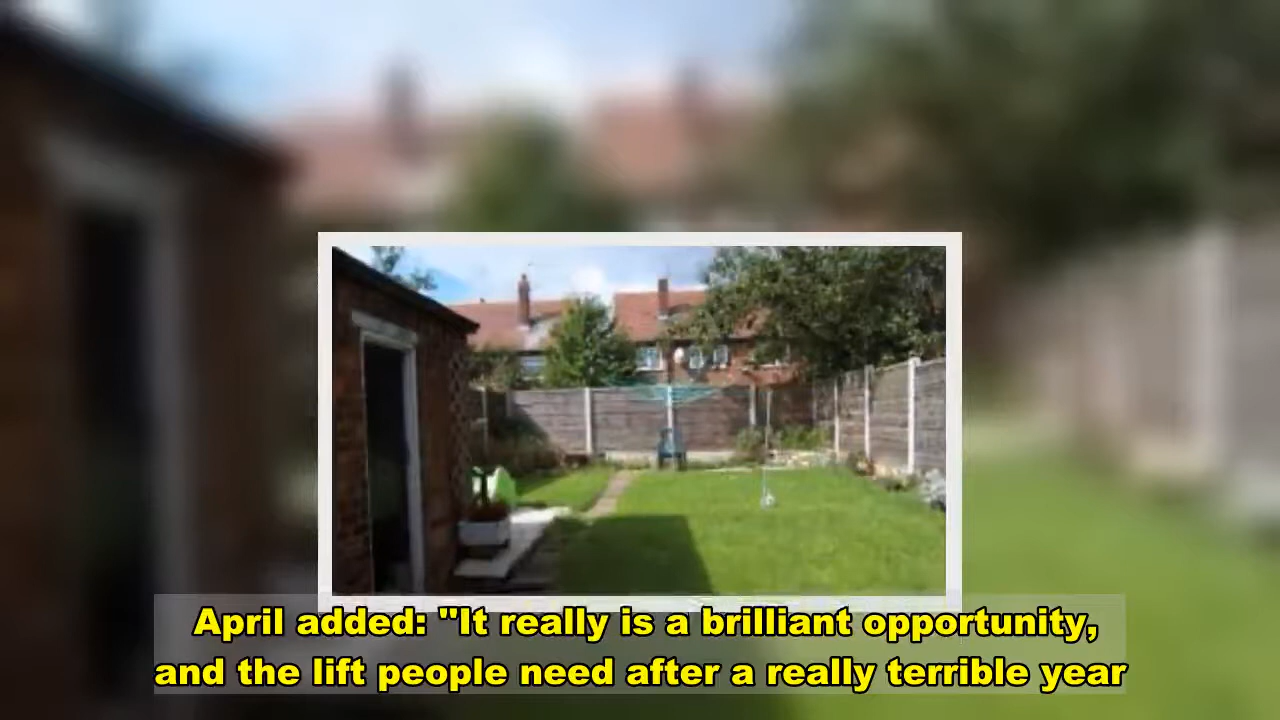 April added: "It really is a brilliant opportunity,
and the lift people need after a really terrible year